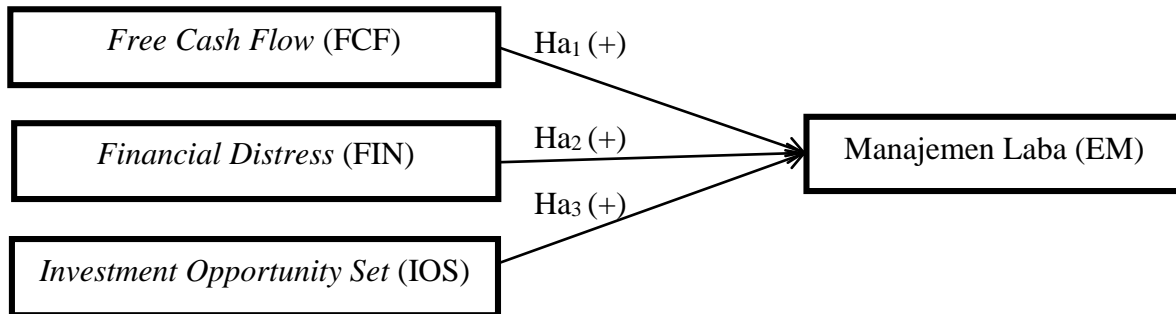 Free Cash Flow (FCF)
Ha₁ (+)
Financial Distress (FIN)
Ha₂ (+)
Manajemen Laba (EM)
Ha₃ (+)
Investment Opportunity Set (IOS)